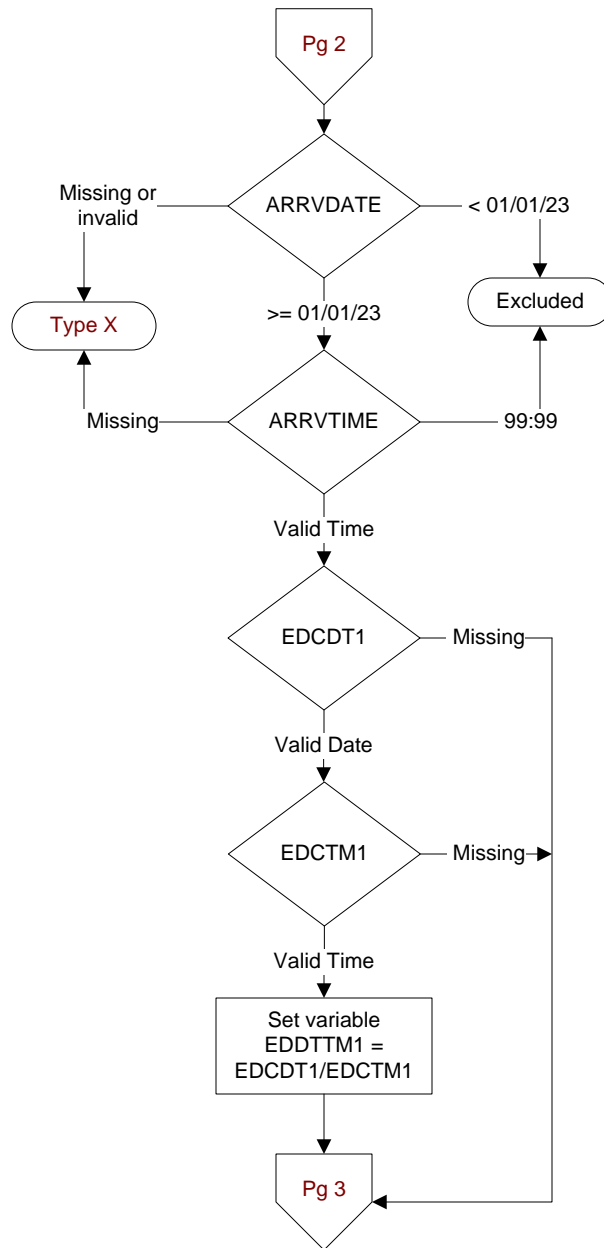 Pg 2
Missing or
invalid
ARRVDATE
< 01/01/23
Type X
>= 01/01/23
Excluded
Missing
ARRVTIME
99:99
Valid Time
EDCDT1
Missing
Valid Date
EDCTM1
Missing
Valid Time
Set variable
EDDTTM1 =
EDCDT1/EDCTM1
Pg 3